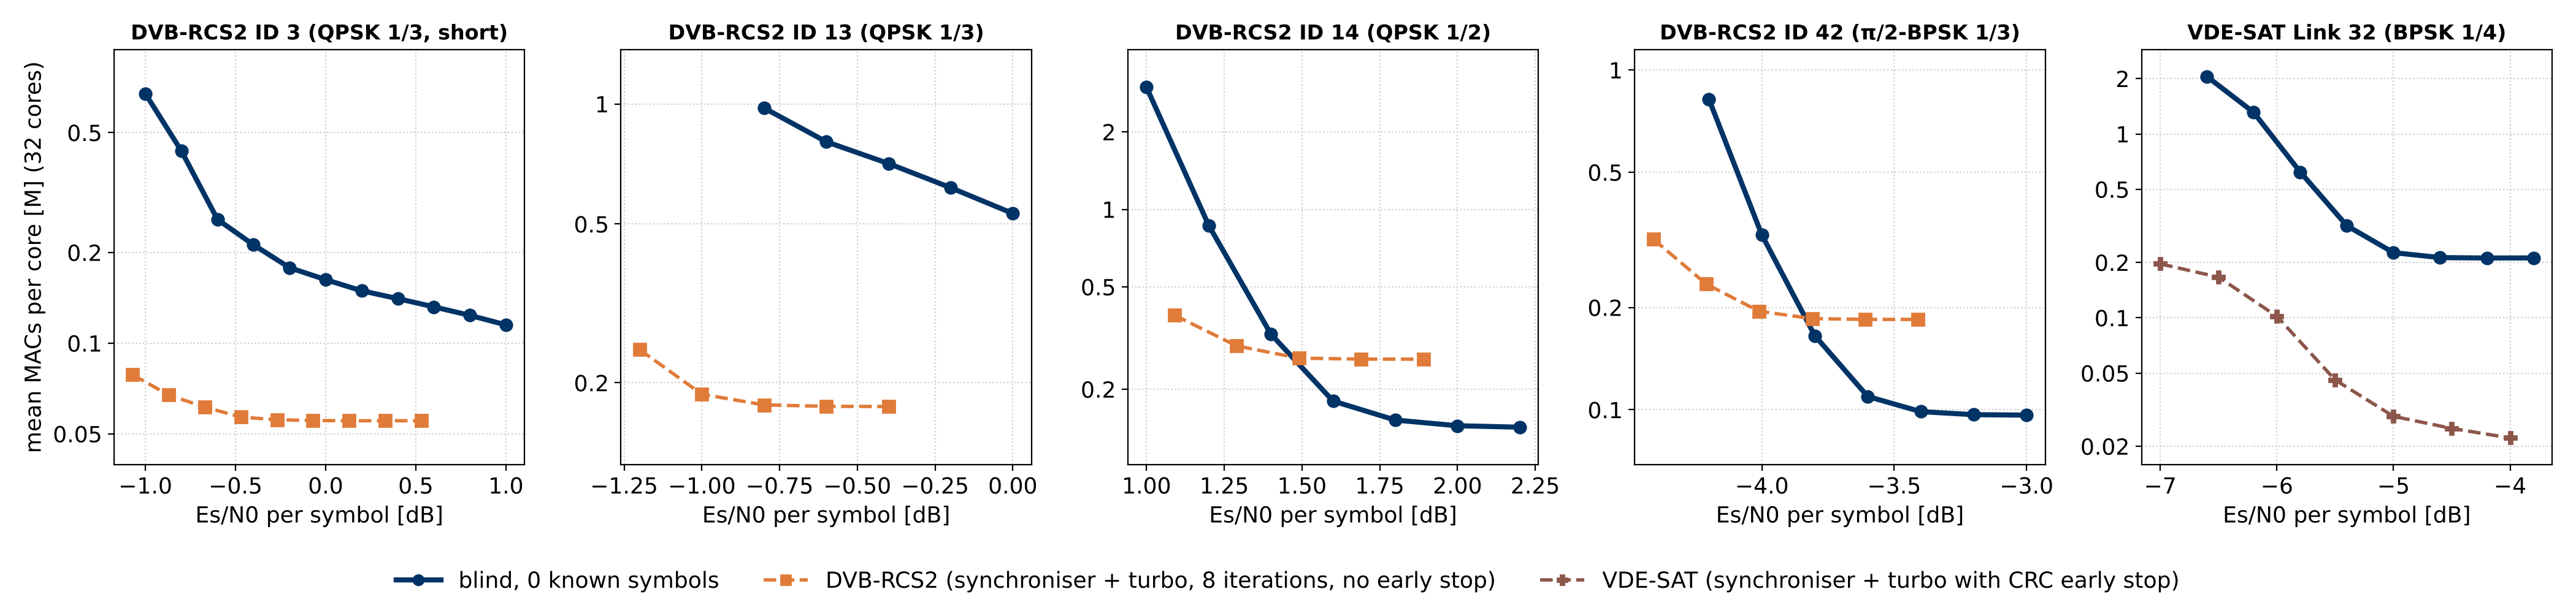 DVB-RCS2 ID 3 (QPSK 1/3, short)
mean MACs per core [M] (32 cores)
0.5
0.2
0.1
0.05
−1.0 −0.5 0.0 0.5 1.0
Es/N0 per symbol [dB]
DVB-RCS2 ID 13 (QPSK 1/3)
1
0.5
0.2
−1.25 −1.00 −0.75 −0.50 −0.25 0.00
Es/N0 per symbol [dB]
DVB-RCS2 ID 14 (QPSK 1/2)
2
1
0.5
0.2
1.00 1.25 1.50 1.75 2.00 2.25
Es/N0 per symbol [dB]
DVB-RCS2 ID 42 (π/2-BPSK 1/3)
1
0.5
0.2
0.1
−4.0 −3.5 −3.0
Es/N0 per symbol [dB]
VDE-SAT Link 32 (BPSK 1/4)
2
1
0.5
0.2
0.1
0.05
0.02
−7 −6 −5 −4
Es/N0 per symbol [dB]
blind, 0 known symbols
DVB-RCS2 (synchroniser + turbo, 8 iterations, no early stop)
VDE-SAT (synchroniser + turbo with CRC early stop)